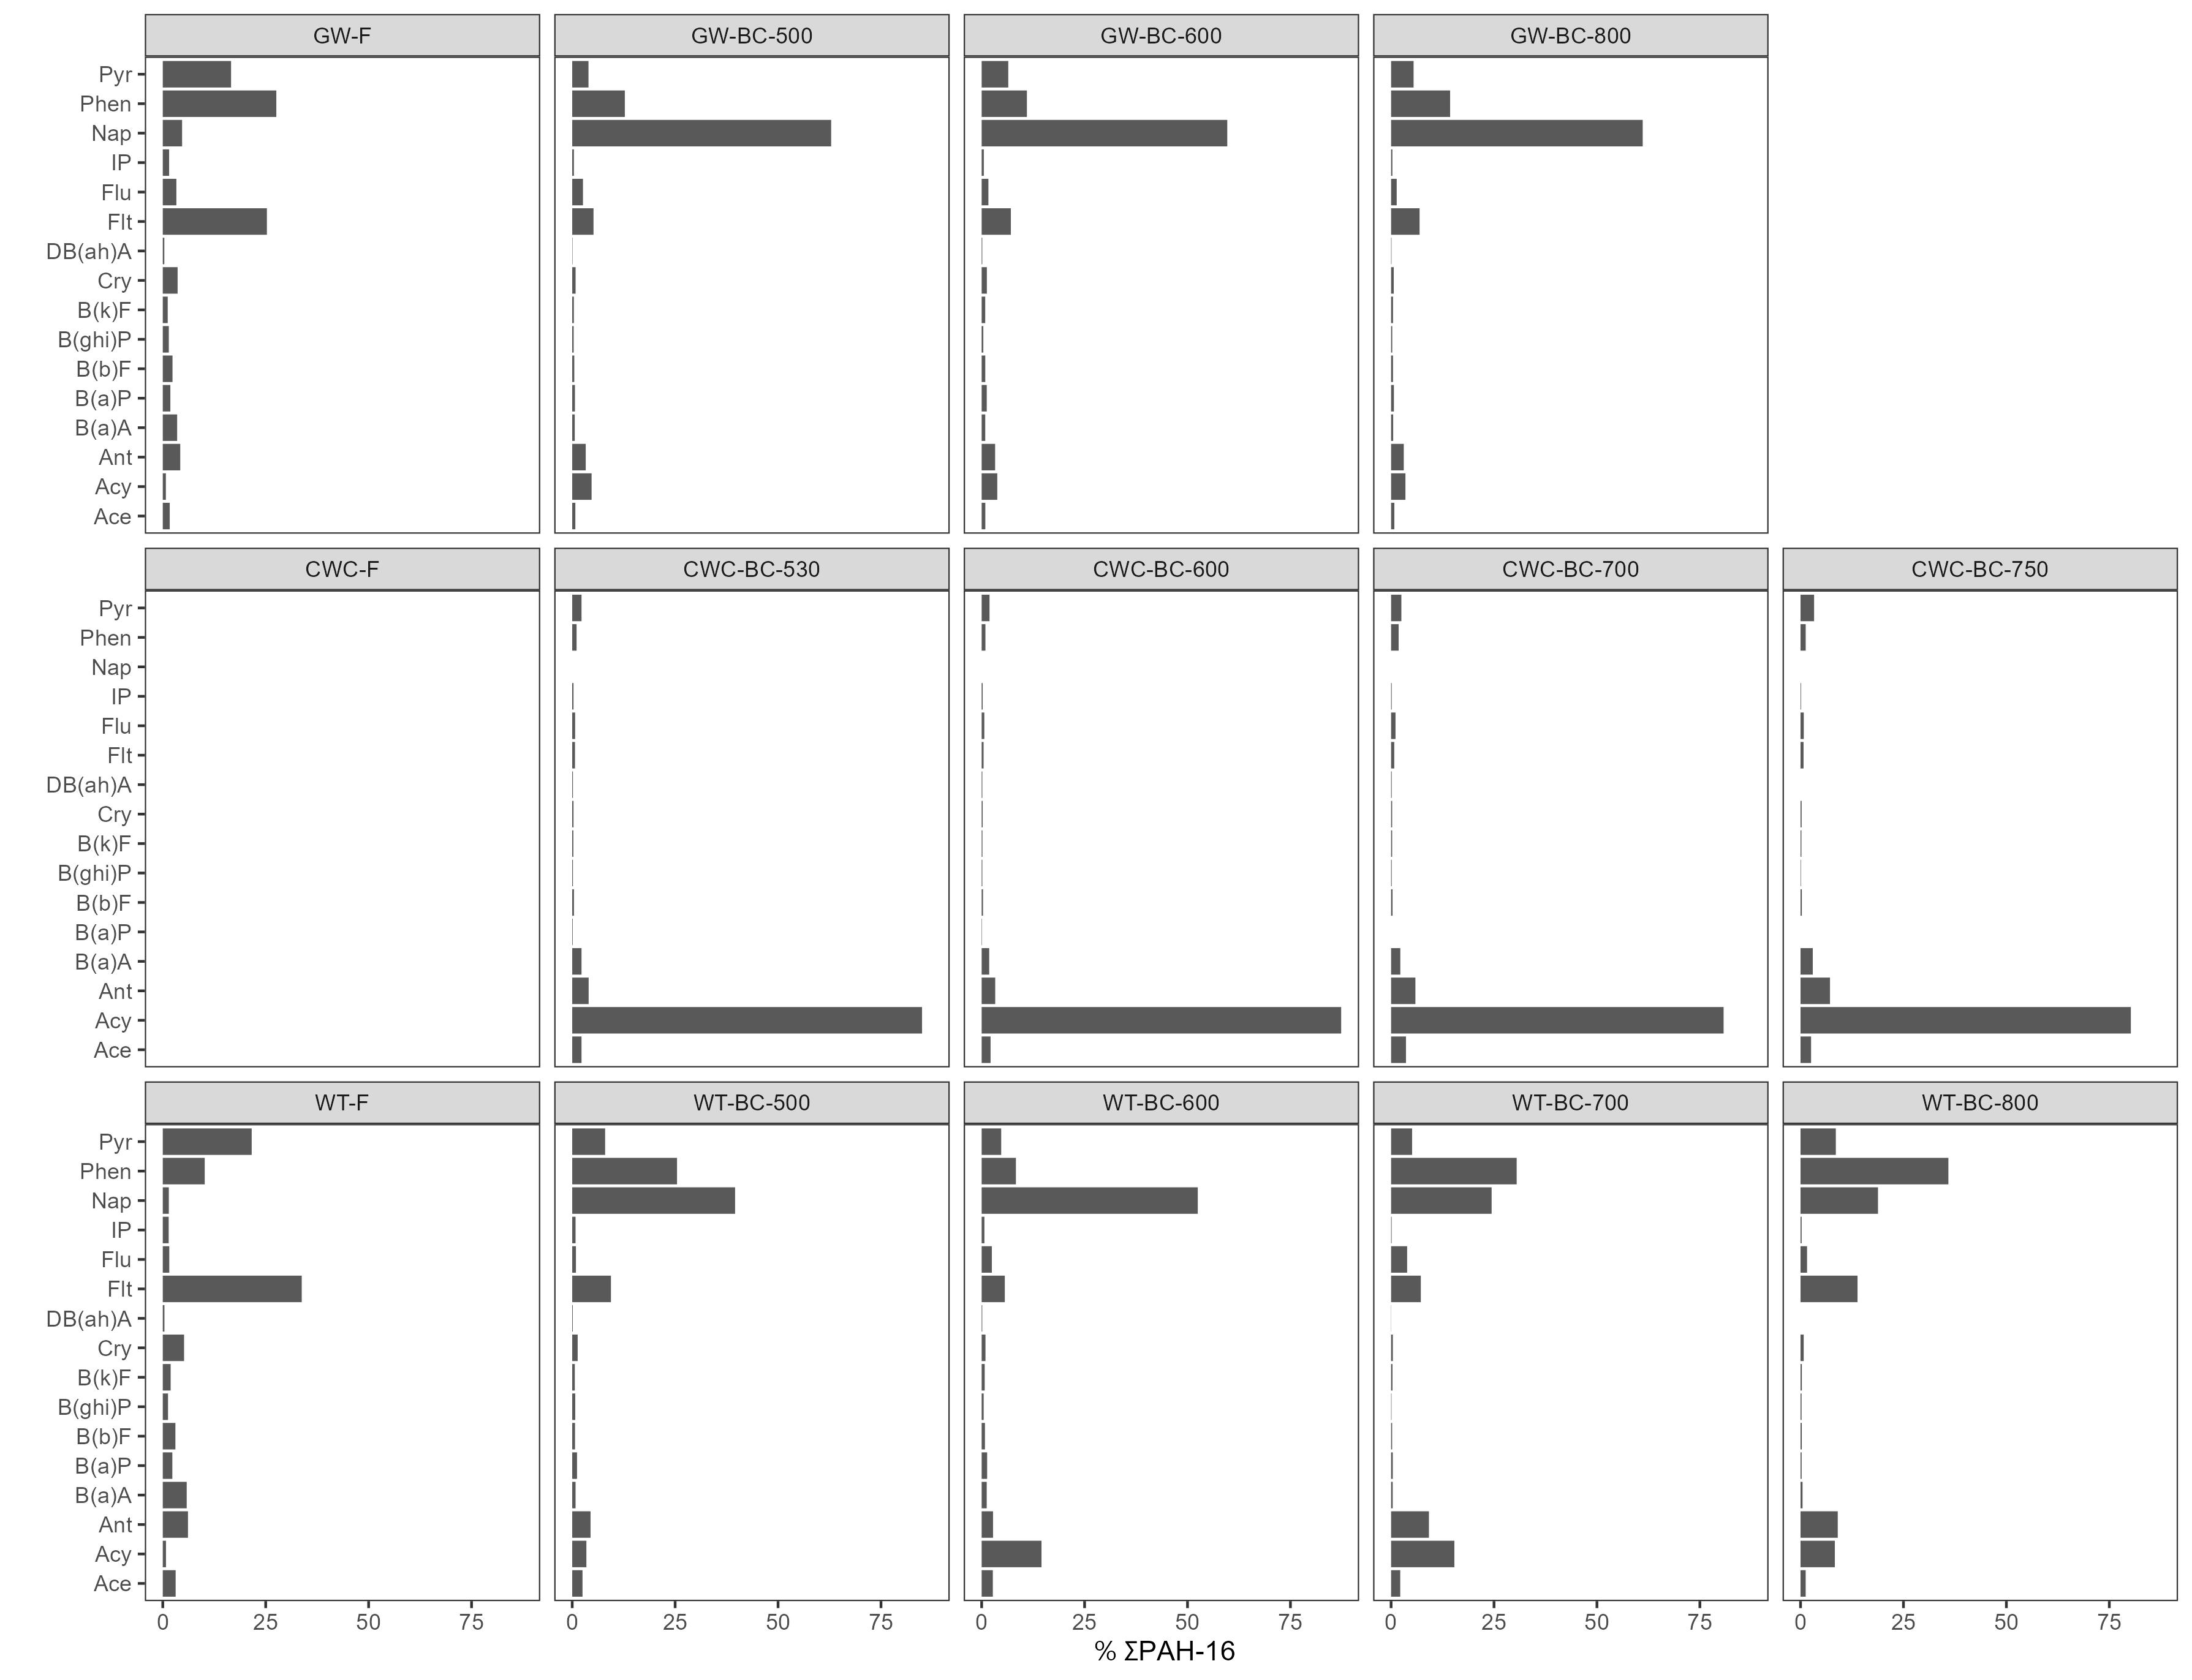 GW-F GW-BC-500 GW-BC-600 GW-BC-800
Pyr
Phen
Nap
IP
Flu
Flt
DB(ah)A
Cry
B(k)F
B(ghi)P
B(b)F
B(a)P
B(a)A
Ant
Acy
Ace
CWC-F CWC-BC-530 CWC-BC-600 CWC-BC-700 CWC-BC-750
Pyr
Phen
Nap
IP
Flu
Flt
DB(ah)A
Cry
B(k)F
B(ghi)P
B(b)F
B(a)P
B(a)A
Ant
Acy
Ace
WT-F WT-BC-500 WT-BC-600 WT-BC-700 WT-BC-800
Pyr
Phen
Nap
IP
Flu
Flt
DB(ah)A
Cry
B(k)F
B(ghi)P
B(b)F
B(a)P
B(a)A
Ant
Acy
Ace
0 25 50 75 0 25 50 75 0 25 50 75 0 25 50 75 0 25 50 75
% ΣPAH-16